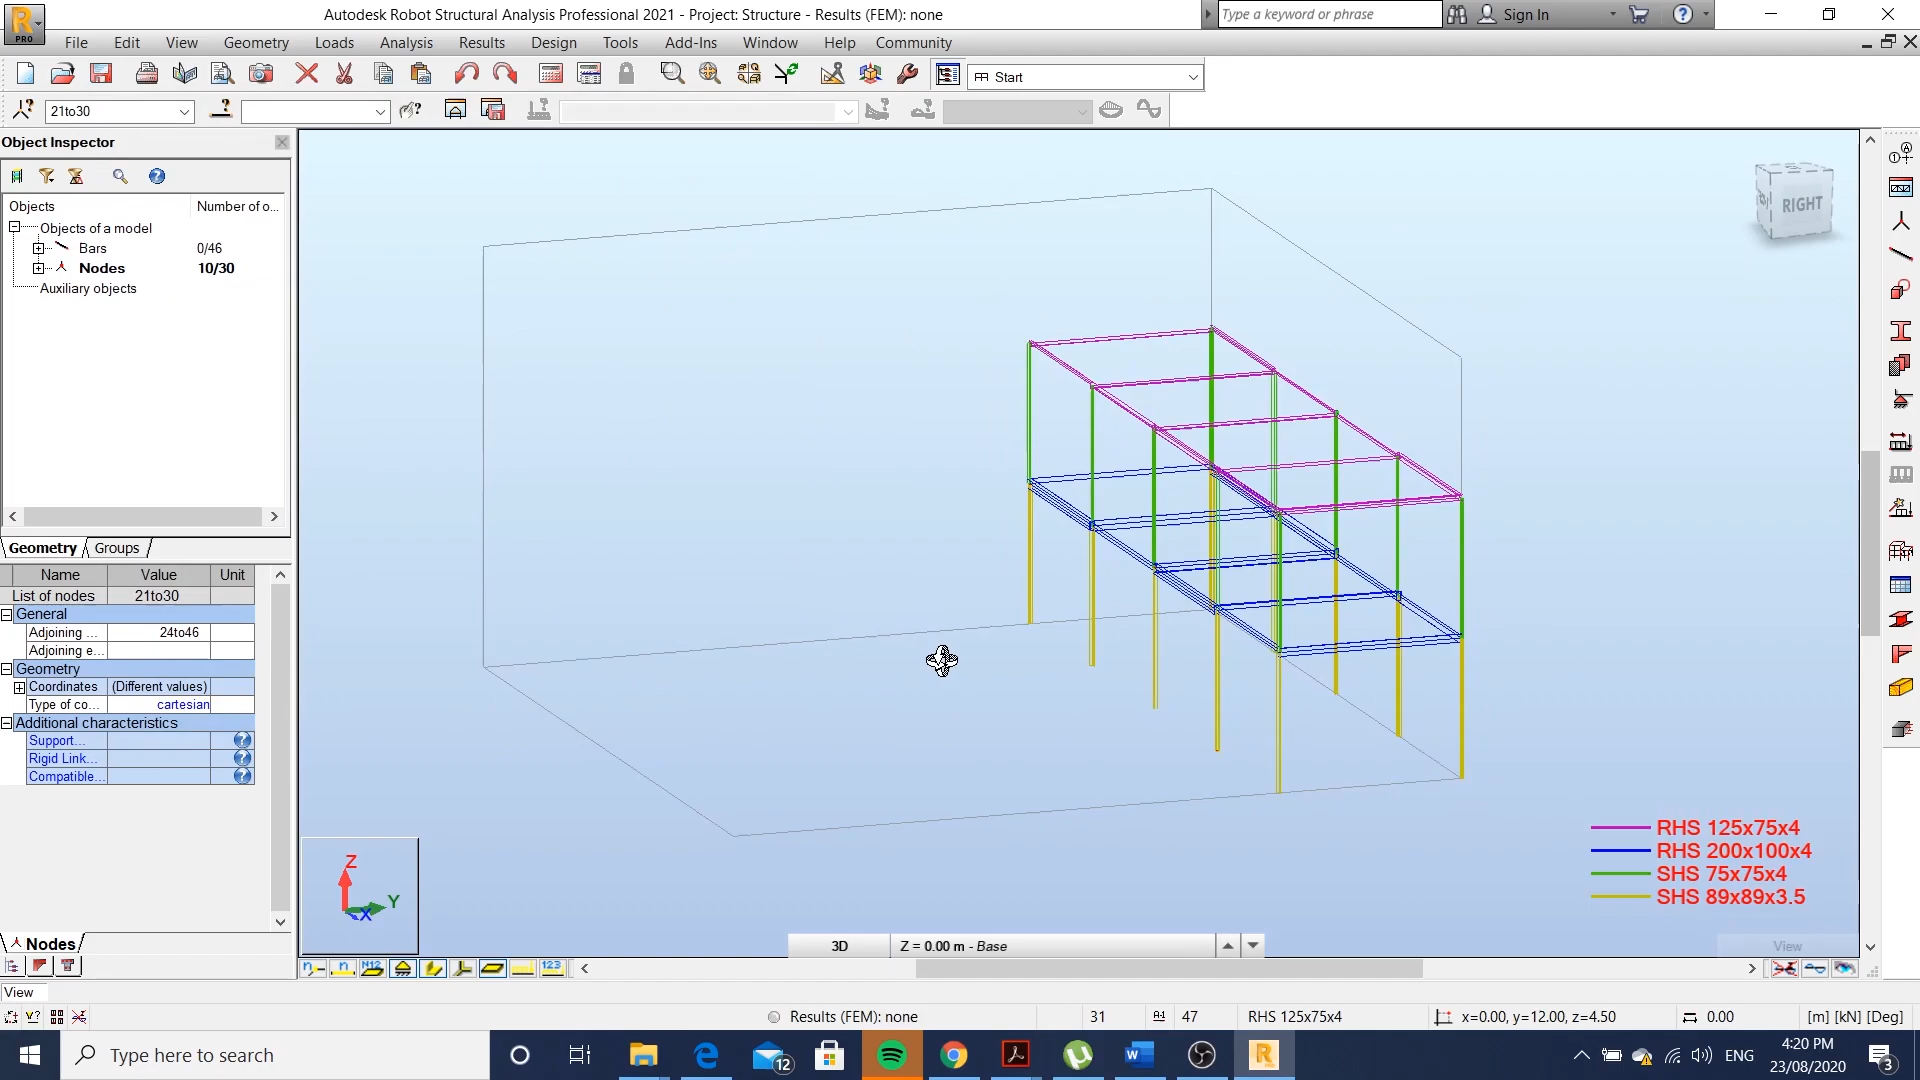 Autodesk Robot Structural Analysis Professional 2021 - Project: Structure - Results (FEM): none
Type a keyword or phrase
Sign In
PRO
File Edit View Geometry Loads Analysis Results Design Tools Add-Ins Window Help Community
Start
21to30
Object Inspector
Objects Number of o...
Objects of a model
Bars 0/46
Nodes 10/30
Auxiliary objects
Geometry Groups
Name Value Unit
List of nodes 21to30
General
Adjoining ... 24to46
Adjoining e...
Geometry
Coordinates (Different values)
Type of co... cartesian
Additional characteristics
Support...
Rigid Link...
Compatible...
Nodes
RIGHT
RHS 125x75x4
RHS 200x100x4
SHS 75x75x4
SHS 89x89x3.5
Z
Y
X
3D Z = 0.00 m - Base
View
View
Results (FEM): none 31 47 RHS 125x75x4 x=0.00, y=12.00, z=4.50 0.00 [m] [kN] [Deg]
Type here to search
12
ENG
4:20 PM
23/08/2020
3